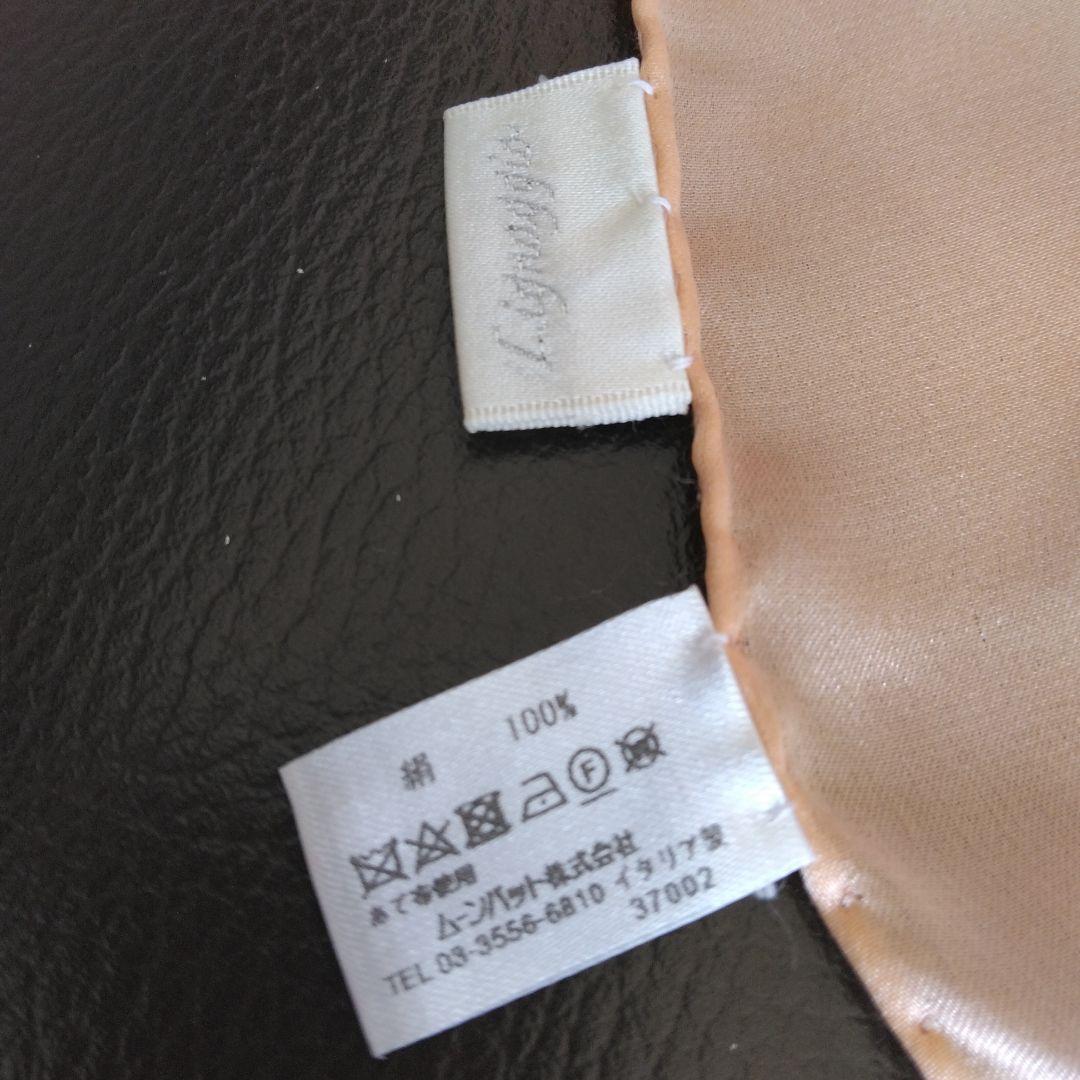 絹 100%
F W
あて布使用
ムーンバット株式会社
TEL 03-3556-6810 イタリア製
37002